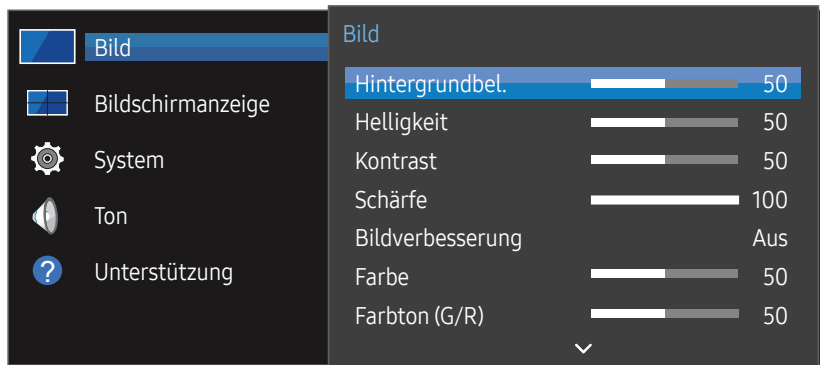 Bild
Bildschirmanzeige
System
Ton
?
Unterstützung
Bild
Hintergrundbel. 50
Helligkeit 50
Kontrast 50
Schärfe 100
Bildverbesserung Aus
Farbe 50
Farbton (G/R) 50